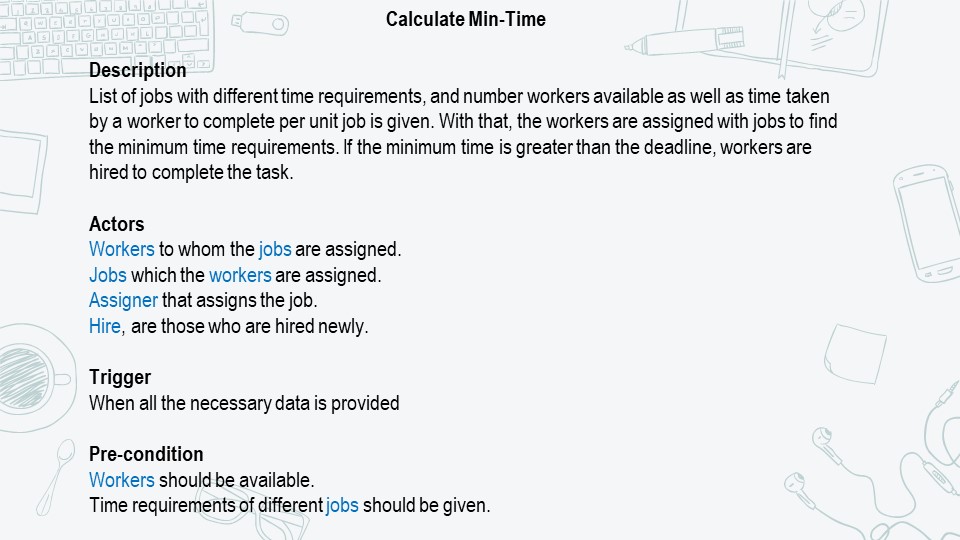 Calculate Min-Time
Description
List of jobs with different time requirements, and number workers available as well as time taken
by a worker to complete per unit job is given. With that, the workers are assigned with jobs to find
the minimum time requirements. If the minimum time is greater than the deadline, workers are
hired to complete the task.
Actors
Workers to whom the jobs are assigned.
Jobs which the workers are assigned.
Assigner that assigns the job.
Hire, are those who are hired newly.
Trigger
When all the necessary data is provided
Pre-condition
Workers should be available.
Time requirements of different jobs should be given.